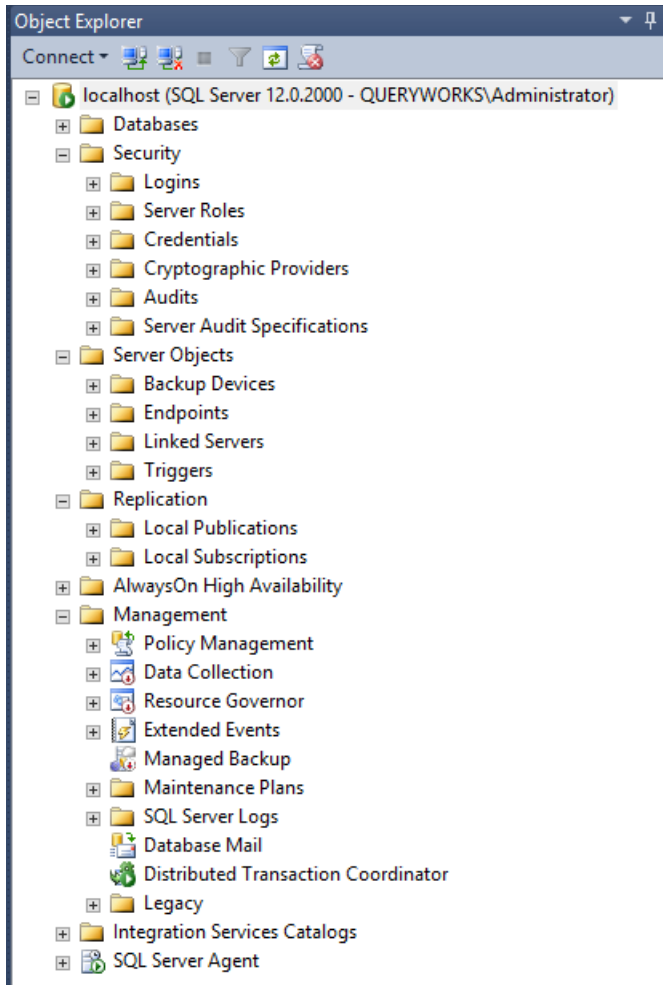 Object Explorer
Connect
localhost (SQL Server 12.0.2000 - QUERYWORKS\Administrator)
Databases
Security
Logins
Server Roles
Credentials
Cryptographic Providers
Audits
Server Audit Specifications
Server Objects
Backup Devices
Endpoints
Linked Servers
Triggers
Replication
Local Publications
Local Subscriptions
AlwaysOn High Availability
Management
Policy Management
Data Collection
Resource Governor
Extended Events
Managed Backup
Maintenance Plans
SQL Server Logs
Database Mail
Distributed Transaction Coordinator
Legacy
Integration Services Catalogs
SQL Server Agent